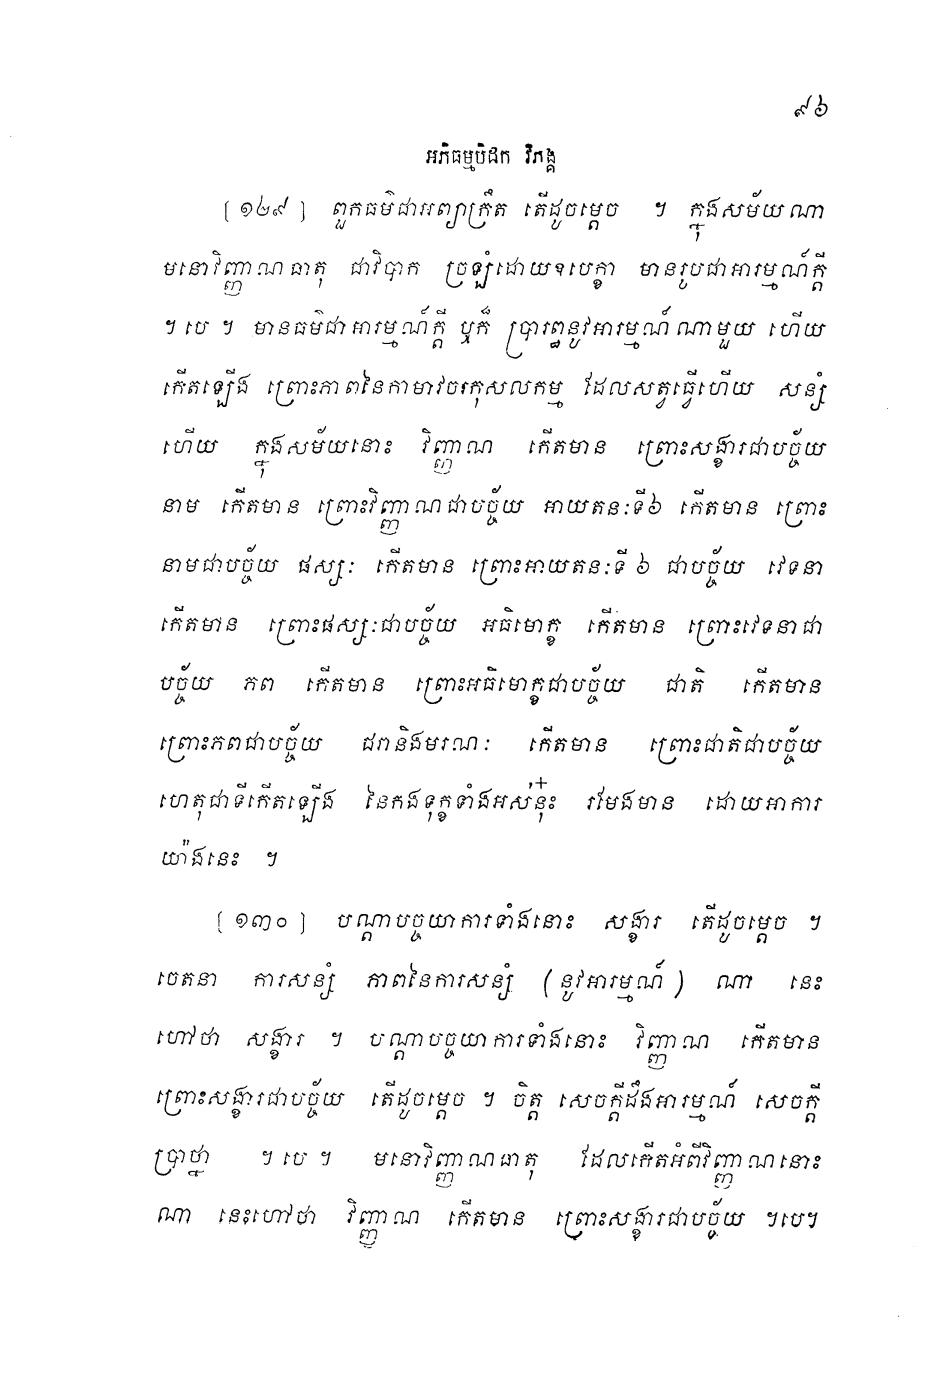 ៩៦
អភិធម្មបិដក វិភង្គ
[១២៩] ពួកធម៌ជាអព្យាក្រឹត តើដូចម្តេច ។ ក្នុងសម័យណា
មនោវិញ្ញាណធាតុ ជាវិបាក ច្រឡំដោយឧបេក្ខា មានរូបជាអារម្មណ៍ក្តី
។បេ។ មានធម៌ជាអារម្មណ៍ក្តី ឬក៏ ប្រារព្ធនូវអារម្មណ៍ណាមួយ ហើយ
កើតឡើង ព្រោះភាពនៃកាមាវចរកុសលកម្ម ដែលសត្វធ្វើហើយ សន្សំ
ហើយ ក្នុងសម័យនោះ វិញ្ញាណ កើតមាន ព្រោះសង្ខារជាបច្ច័យ
នាម កើតមាន ព្រោះវិញ្ញាណជាបច្ច័យ អាយតនៈទី៦ កើតមាន ព្រោះ
នាមជាបច្ច័យ ផស្សៈ កើតមាន ព្រោះអាយតនៈទី ៦ ជាបច្ច័យ វេទនា
កើតមាន ព្រោះផស្សៈជាបច្ច័យ អធិមោក្ខ កើតមាន ព្រោះវេទនាជា
បច្ច័យ ភព កើតមាន ព្រោះអធិមោក្ខជាបច្ច័យ ជាតិ កើតមាន
ព្រោះភពជាបច្ច័យ ជរានិងមរណៈ កើតមាន ព្រោះជាតិជាបច្ច័យ
ហេតុជាទីកើតឡើង នៃកងទុក្ខទាំងអស់នុ៎ះ រមែងមាន ដោយអាការ
យ៉ាងនេះ ។
[១៣០] បណ្តាបច្ចយាការទាំងនោះ សង្ខារ តើដូចម្តេច ។
ចេតនា ការសន្សំ ភាពនៃការសន្សំ (នូវអារម្មណ៍) ណា នេះ
ហៅថា សង្ខារ ។ បណ្តាបច្ចយាការទាំងនោះ វិញ្ញាណ កើតមាន
ព្រោះសង្ខារជាបច្ច័យ តើដូចម្តេច ។ ចិត្ត សេចក្តីដឹងអារម្មណ៍ សេចក្តី
ប្រាថ្នា ។បេ។ មនោវិញ្ញាណធាតុ ដែលកើតអំពីវិញ្ញាណនោះ
ណា នេះហៅថា វិញ្ញាណ កើតមាន ព្រោះសង្ខារជាបច្ច័យ ។បេ។